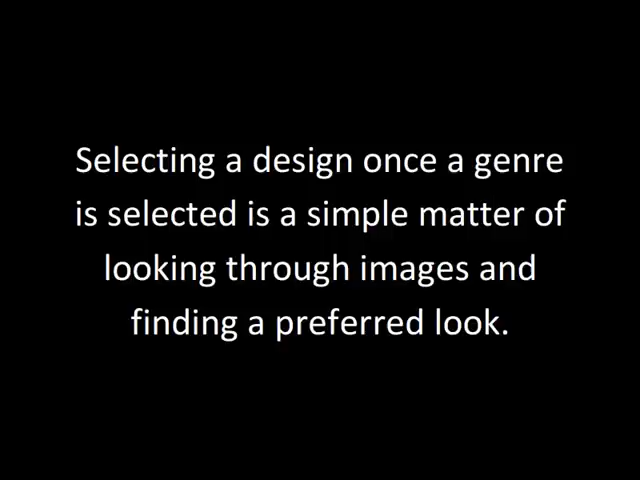 Selecting a design once a genre
is selected is a simple matter of
looking through images and
finding a preferred look.